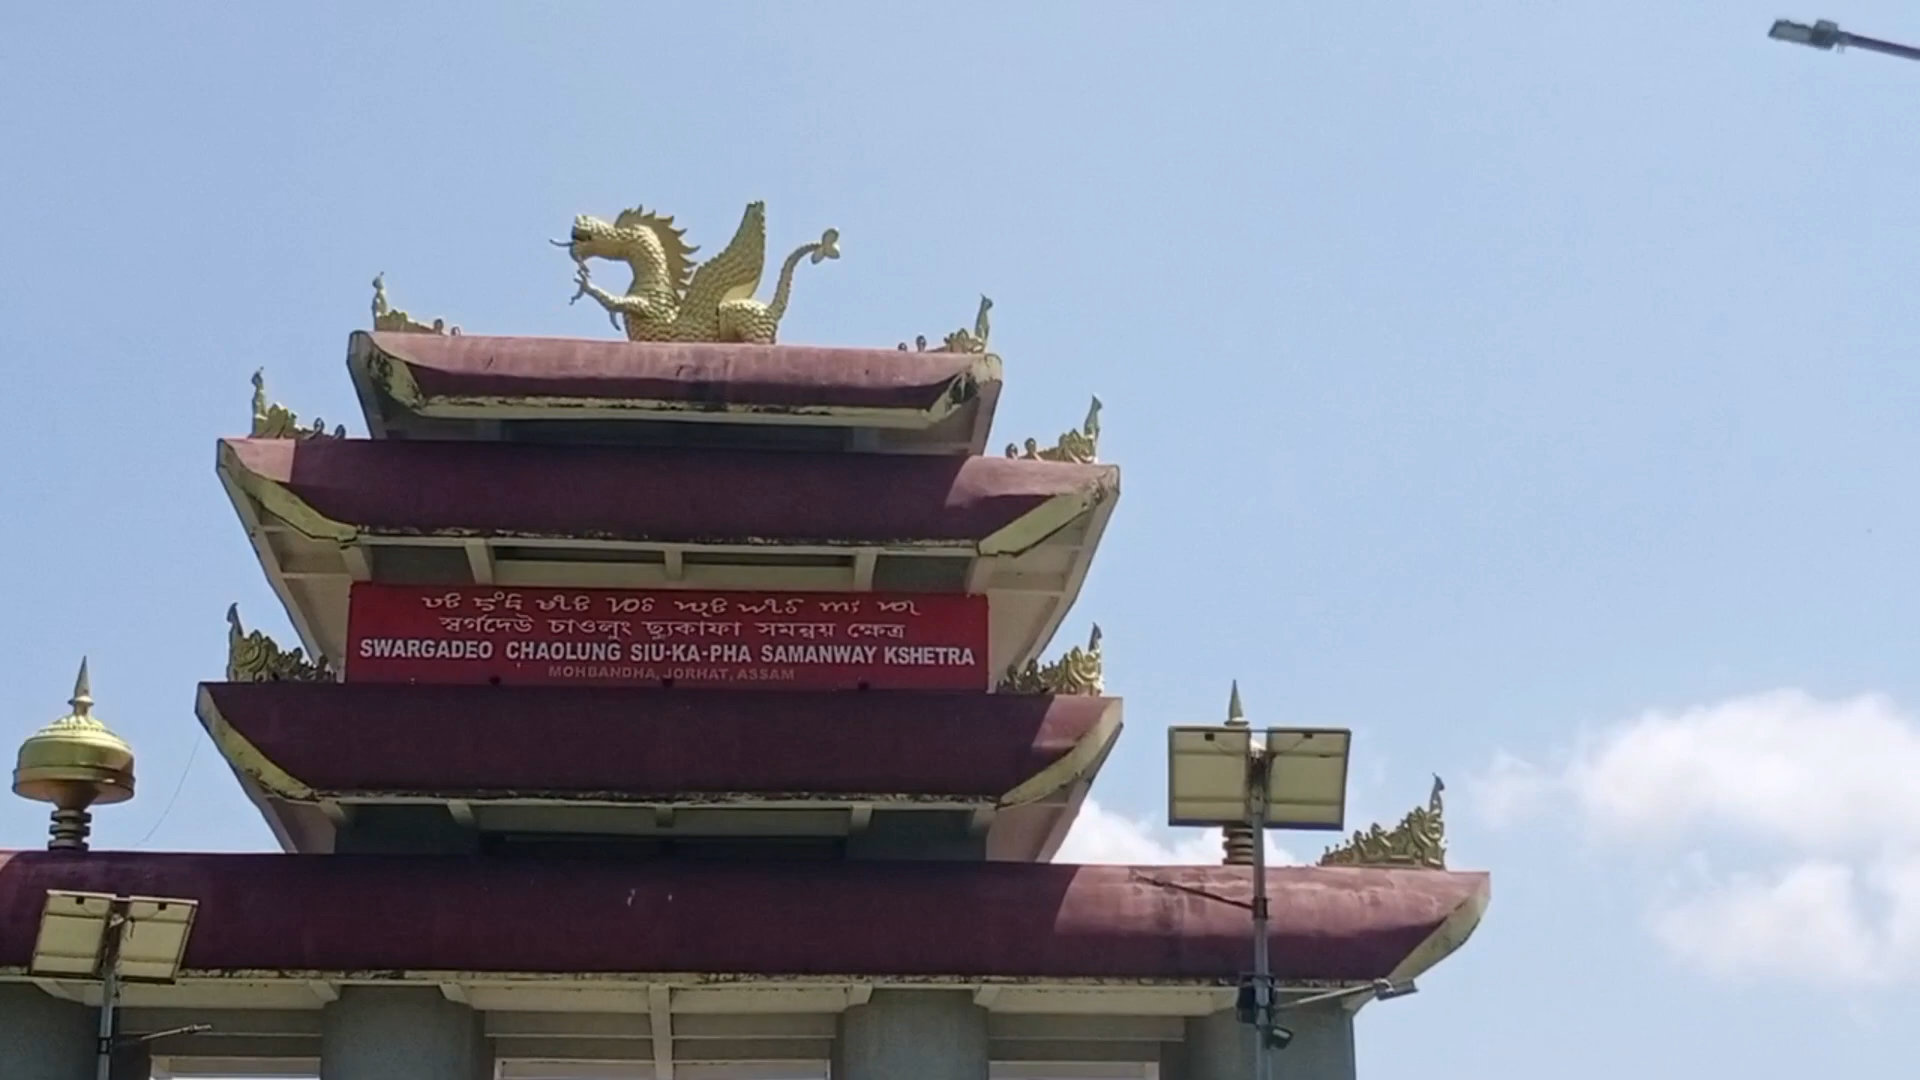 স্বৰ্গদেউ চাওলুং ছ্যুকাফা সমন্বয় ক্ষেত্ৰ
SWARGADEO CHAOLUNG SIU-KA-PHA SAMANWAY KSHETRA
MOHBANDHA, JORHAT, ASSAM